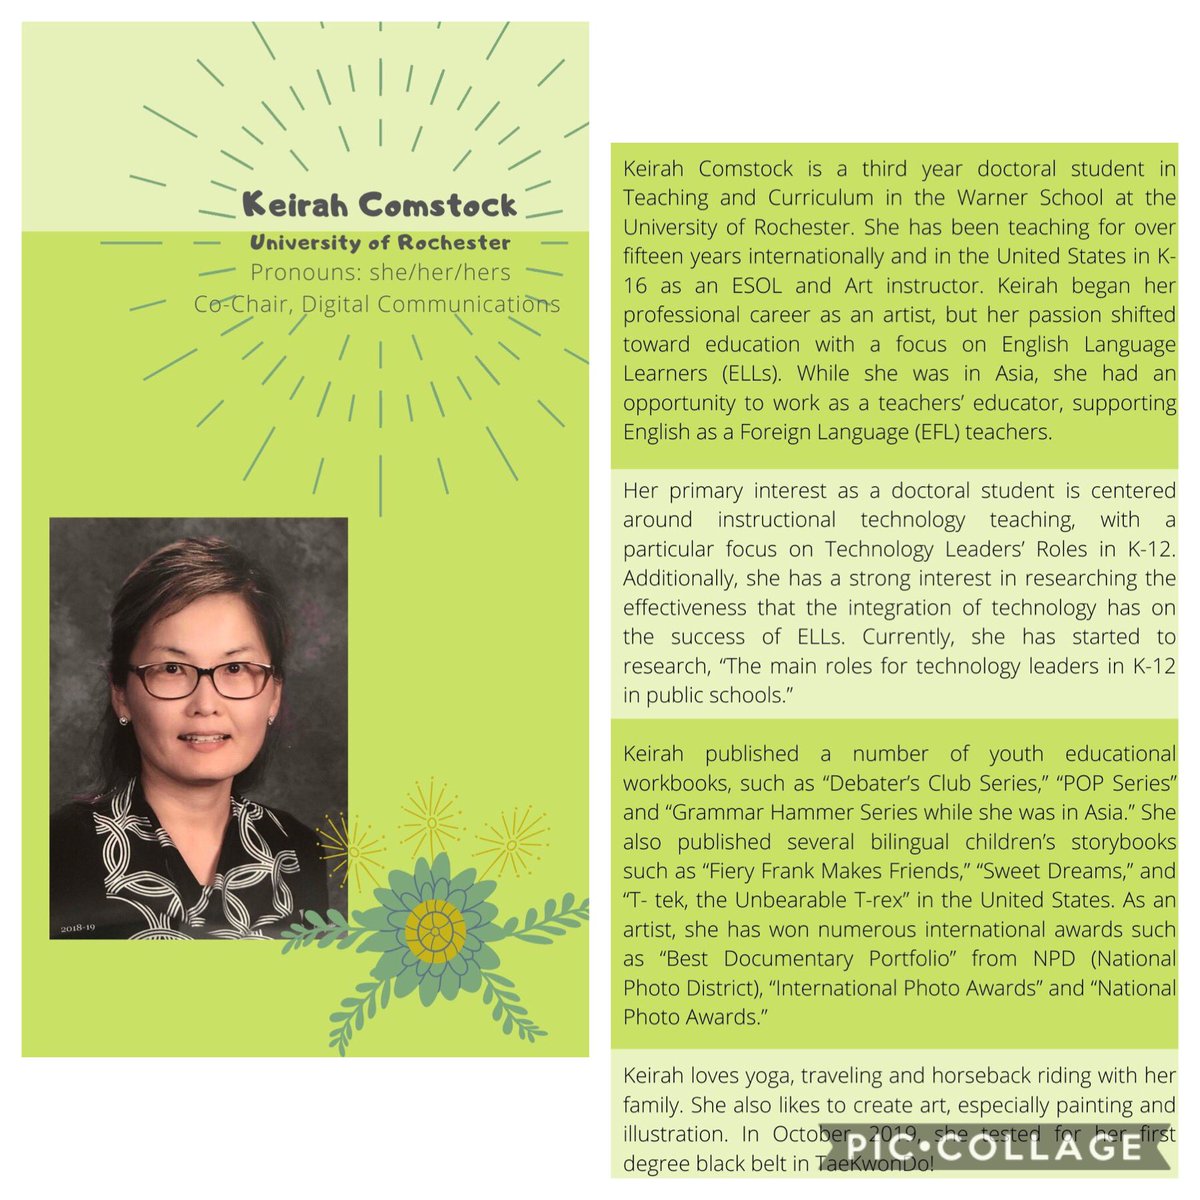 Keirah Comstock
University of Rochester
Pronouns: she/her/hers
Co-Chair, Digital Communications
2018-19
Keirah Comstock is a third year doctoral student in
Teaching and Curriculum in the Warner School at the
University of Rochester. She has been teaching for over
fifteen years internationally and in the United States in K-
16 as an ESOL and Art instructor. Keirah began her
professional career as an artist, but her passion shifted
toward education with a focus on English Language
Learners (ELLs). While she was in Asia, she had an
opportunity to work as a teachers’ educator, supporting
English as a Foreign Language (EFL) teachers.
Her primary interest as a doctoral student is centered
around instructional technology teaching, with a
particular focus on Technology Leaders’ Roles in K-12.
Additionally, she has a strong interest in researching the
effectiveness that the integration of technology has on
the success of ELLs. Currently, she has started to
research, “The main roles for technology leaders in K-12
in public schools.”
Keirah published a number of youth educational
workbooks, such as “Debater’s Club Series,” “POP Series”
and “Grammar Hammer Series while she was in Asia.” She
also published several bilingual children’s storybooks
such as “Fiery Frank Makes Friends,” “Sweet Dreams,” and
“T- tek, the Unbearable T-rex” in the United States. As an
artist, she has won numerous international awards such
as “Best Documentary Portfolio” from NPD (National
Photo District), “International Photo Awards” and “National
Photo Awards.”
Keirah loves yoga, traveling and horseback riding with her
family. She also likes to create art, especially painting and
illustration. In October, 2019, she tested for her first
degree black belt in TaeKwonDo!
PIC•COLLAGE